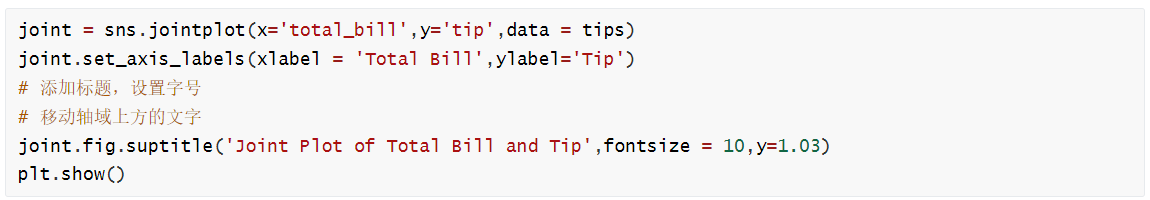 joint = sns.jointplot(x='total_bill',y='tip',data = tips)
joint.set_axis_labels(xlabel = 'Total Bill',ylabel='Tip')
# 添加标题，设置字号
# 移动轴域上方的文字
joint.fig.suptitle('Joint Plot of Total Bill and Tip',fontsize = 10,y=1.03)
plt.show()